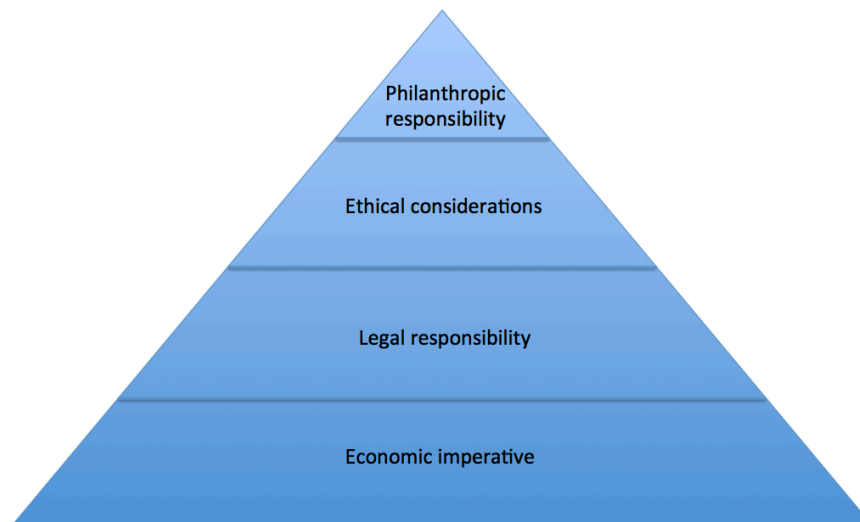 Philanthropic
responsibility
Ethical considerations
Legal responsibility
Economic imperative